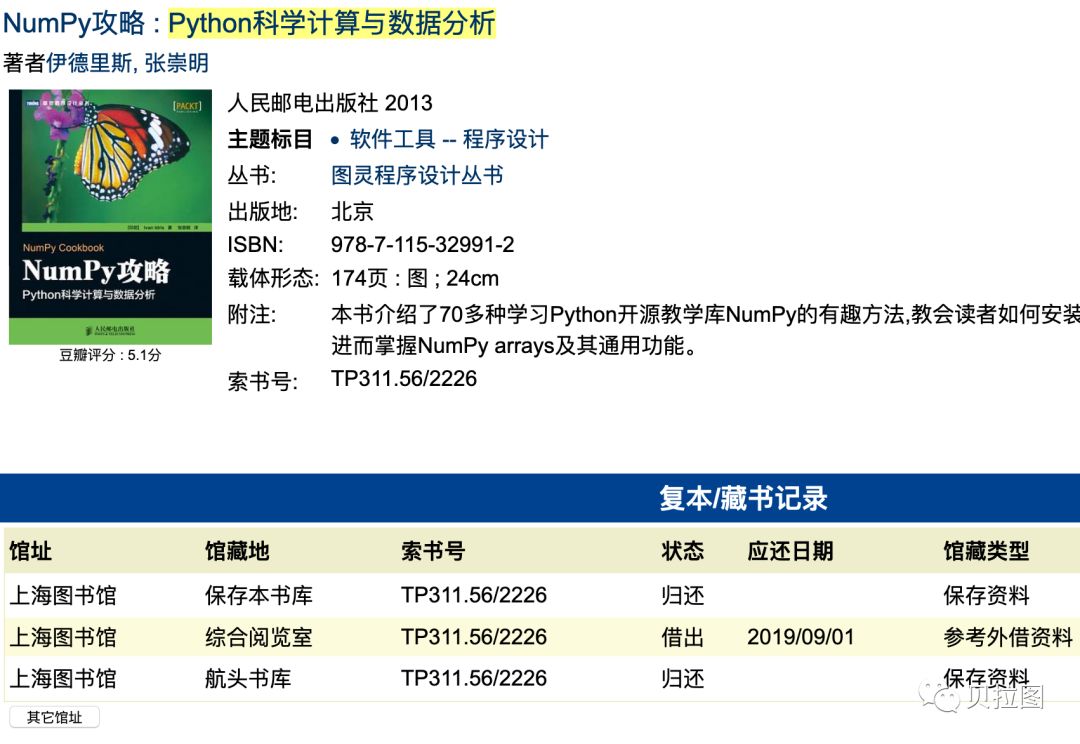 NumPy攻略 : Python科学计算与数据分析
著者伊德里斯, 张崇明
[PACKT]
[印尼] Ivan Idris 著 张崇明 译
NumPy Cookbook
NumPy攻略
Python科学计算与数据分析
人民邮电出版社
豆瓣评分 : 5.1分
人民邮电出版社 2013
主题标目 • 软件工具 -- 程序设计
丛书: 图灵程序设计丛书
出版地: 北京
ISBN: 978-7-115-32991-2
载体形态: 174页 : 图 ; 24cm
附注: 本书介绍了70多种学习Python开源教学库NumPy的有趣方法,教会读者如何安装
进而掌握NumPy arrays及其通用功能。
索书号: TP311.56/2226
复本/藏书记录
馆址 馆藏地 索书号 状态 应还日期 馆藏类型
上海图书馆 保存本书库 TP311.56/2226 归还 保存资料
上海图书馆 综合阅览室 TP311.56/2226 借出 2019/09/01 参考外借资料
上海图书馆 航头书库 TP311.56/2226 归还 保存资料
其它馆址
贝拉图